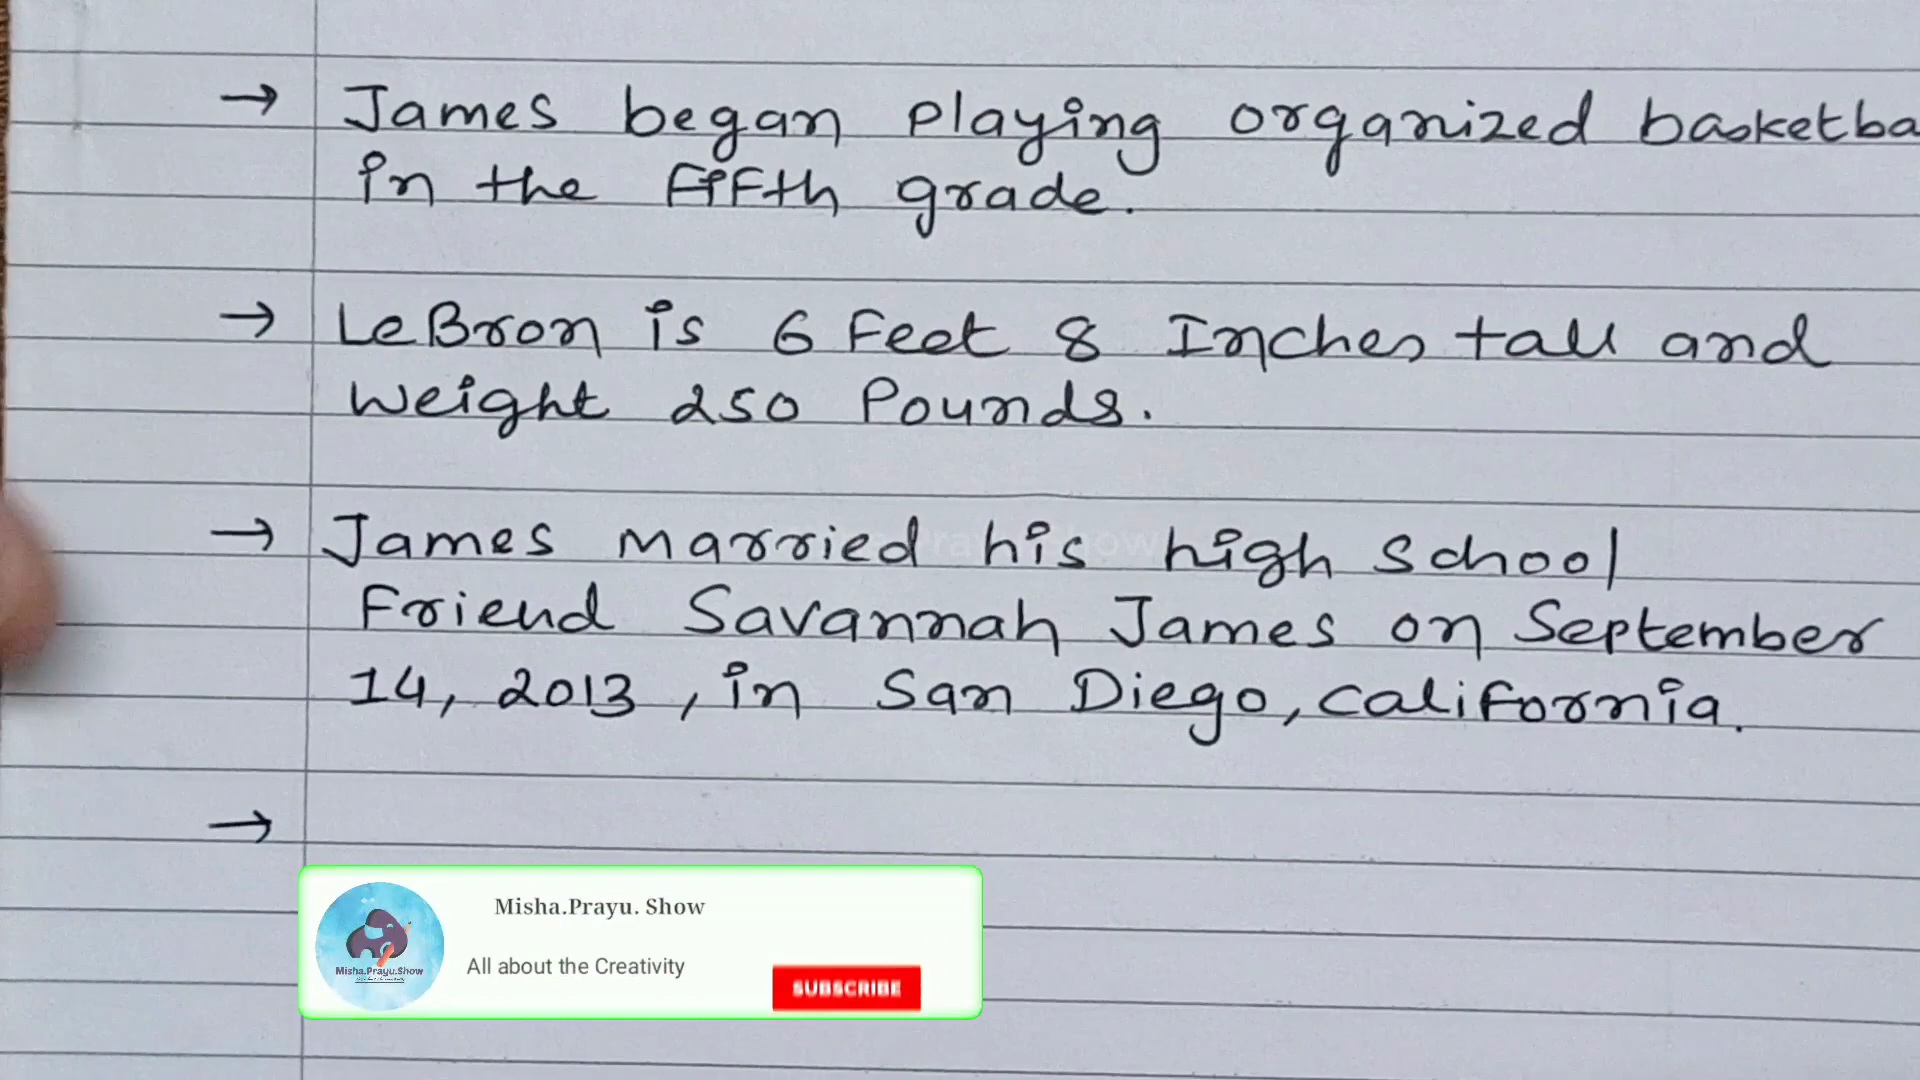 → James began playing organized basketba
in the fifth grade.
→ LeBron is 6 Feet 8 Inches tall and
weight 250 Pounds.
→ James married his high school
Friend Savannah James on September
14, 2013, in San Diego, california.
→
Misha.Prayu. Show
All about the Creativity
SUBSCRIBE
Misha.Prayu.Show